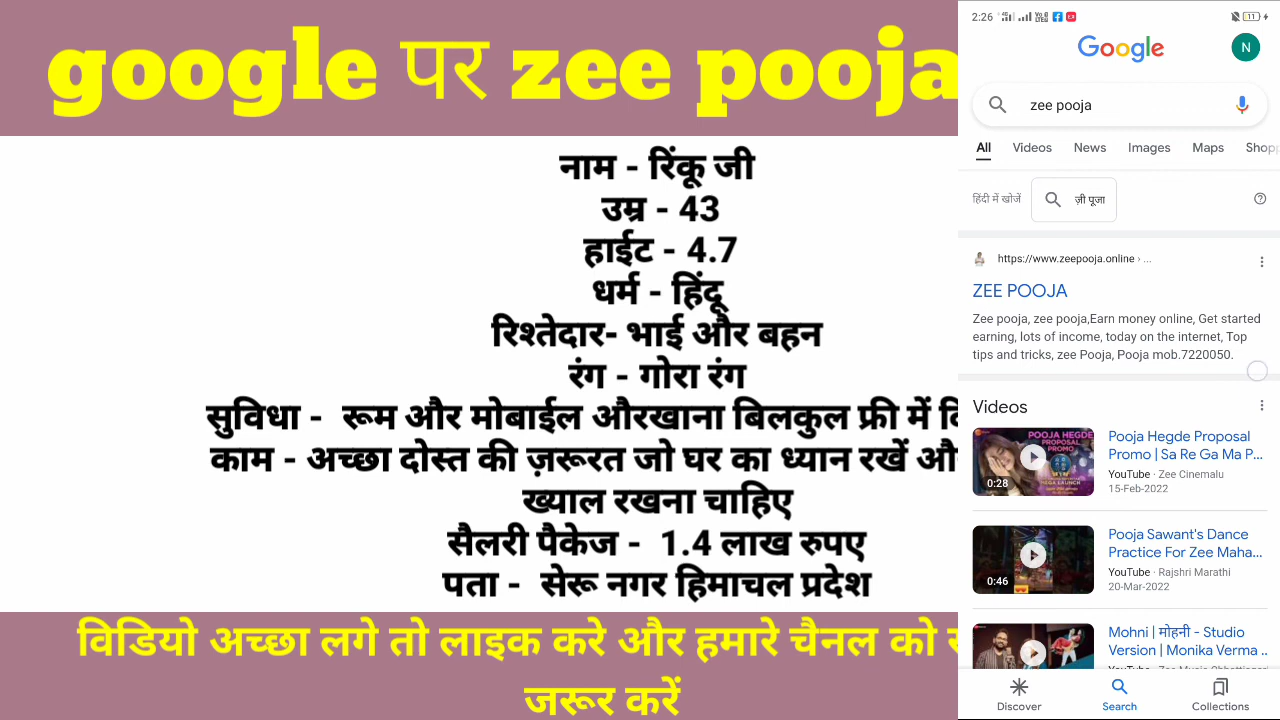 google पर zee pooja
नाम - रिंकू जी
उम्र - 43
हाईट - 4.7
धर्म - हिंदू
रिश्तेदार- भाई और बहन
रंग - गोरा रंग
सुविधा - रूम और मोबाईल औरखाना बिलकुल फ्री में
काम - अच्छा दोस्त की ज़रूरत जो घर का ध्यान रखें
ख्याल रखना चाहिए
सैलरी पैकेज - 1.4 लाख रुपए
पता - सेरू नगर हिमाचल प्रदेश
विडियो अच्छा लगे तो लाइक करे और हमारे चैनल को
जरूर करें
2:26
11
Google
N
zee pooja
All Videos News Images Maps Shopp
हिंदी में खोजें ज़ी पूजा
https://www.zeepooja.online › ...
ZEE POOJA
Zee pooja, zee pooja,Earn money online, Get started
earning, lots of income, today on the internet, Top
tips and tricks, zee Pooja, Pooja mob.7220050.
Videos
POOJA HEGDE
PROPOSAL
PROMO
0:28
Pooja Hegde Proposal
Promo | Sa Re Ga Ma P...
YouTube · Zee Cinemalu
15-Feb-2022
0:46
Pooja Sawant's Dance
Practice For Zee Maha...
YouTube · Rajshri Marathi
20-Mar-2022
Mohni | मोहनी - Studio
Version | Monika Verma ..
Discover Search Collections